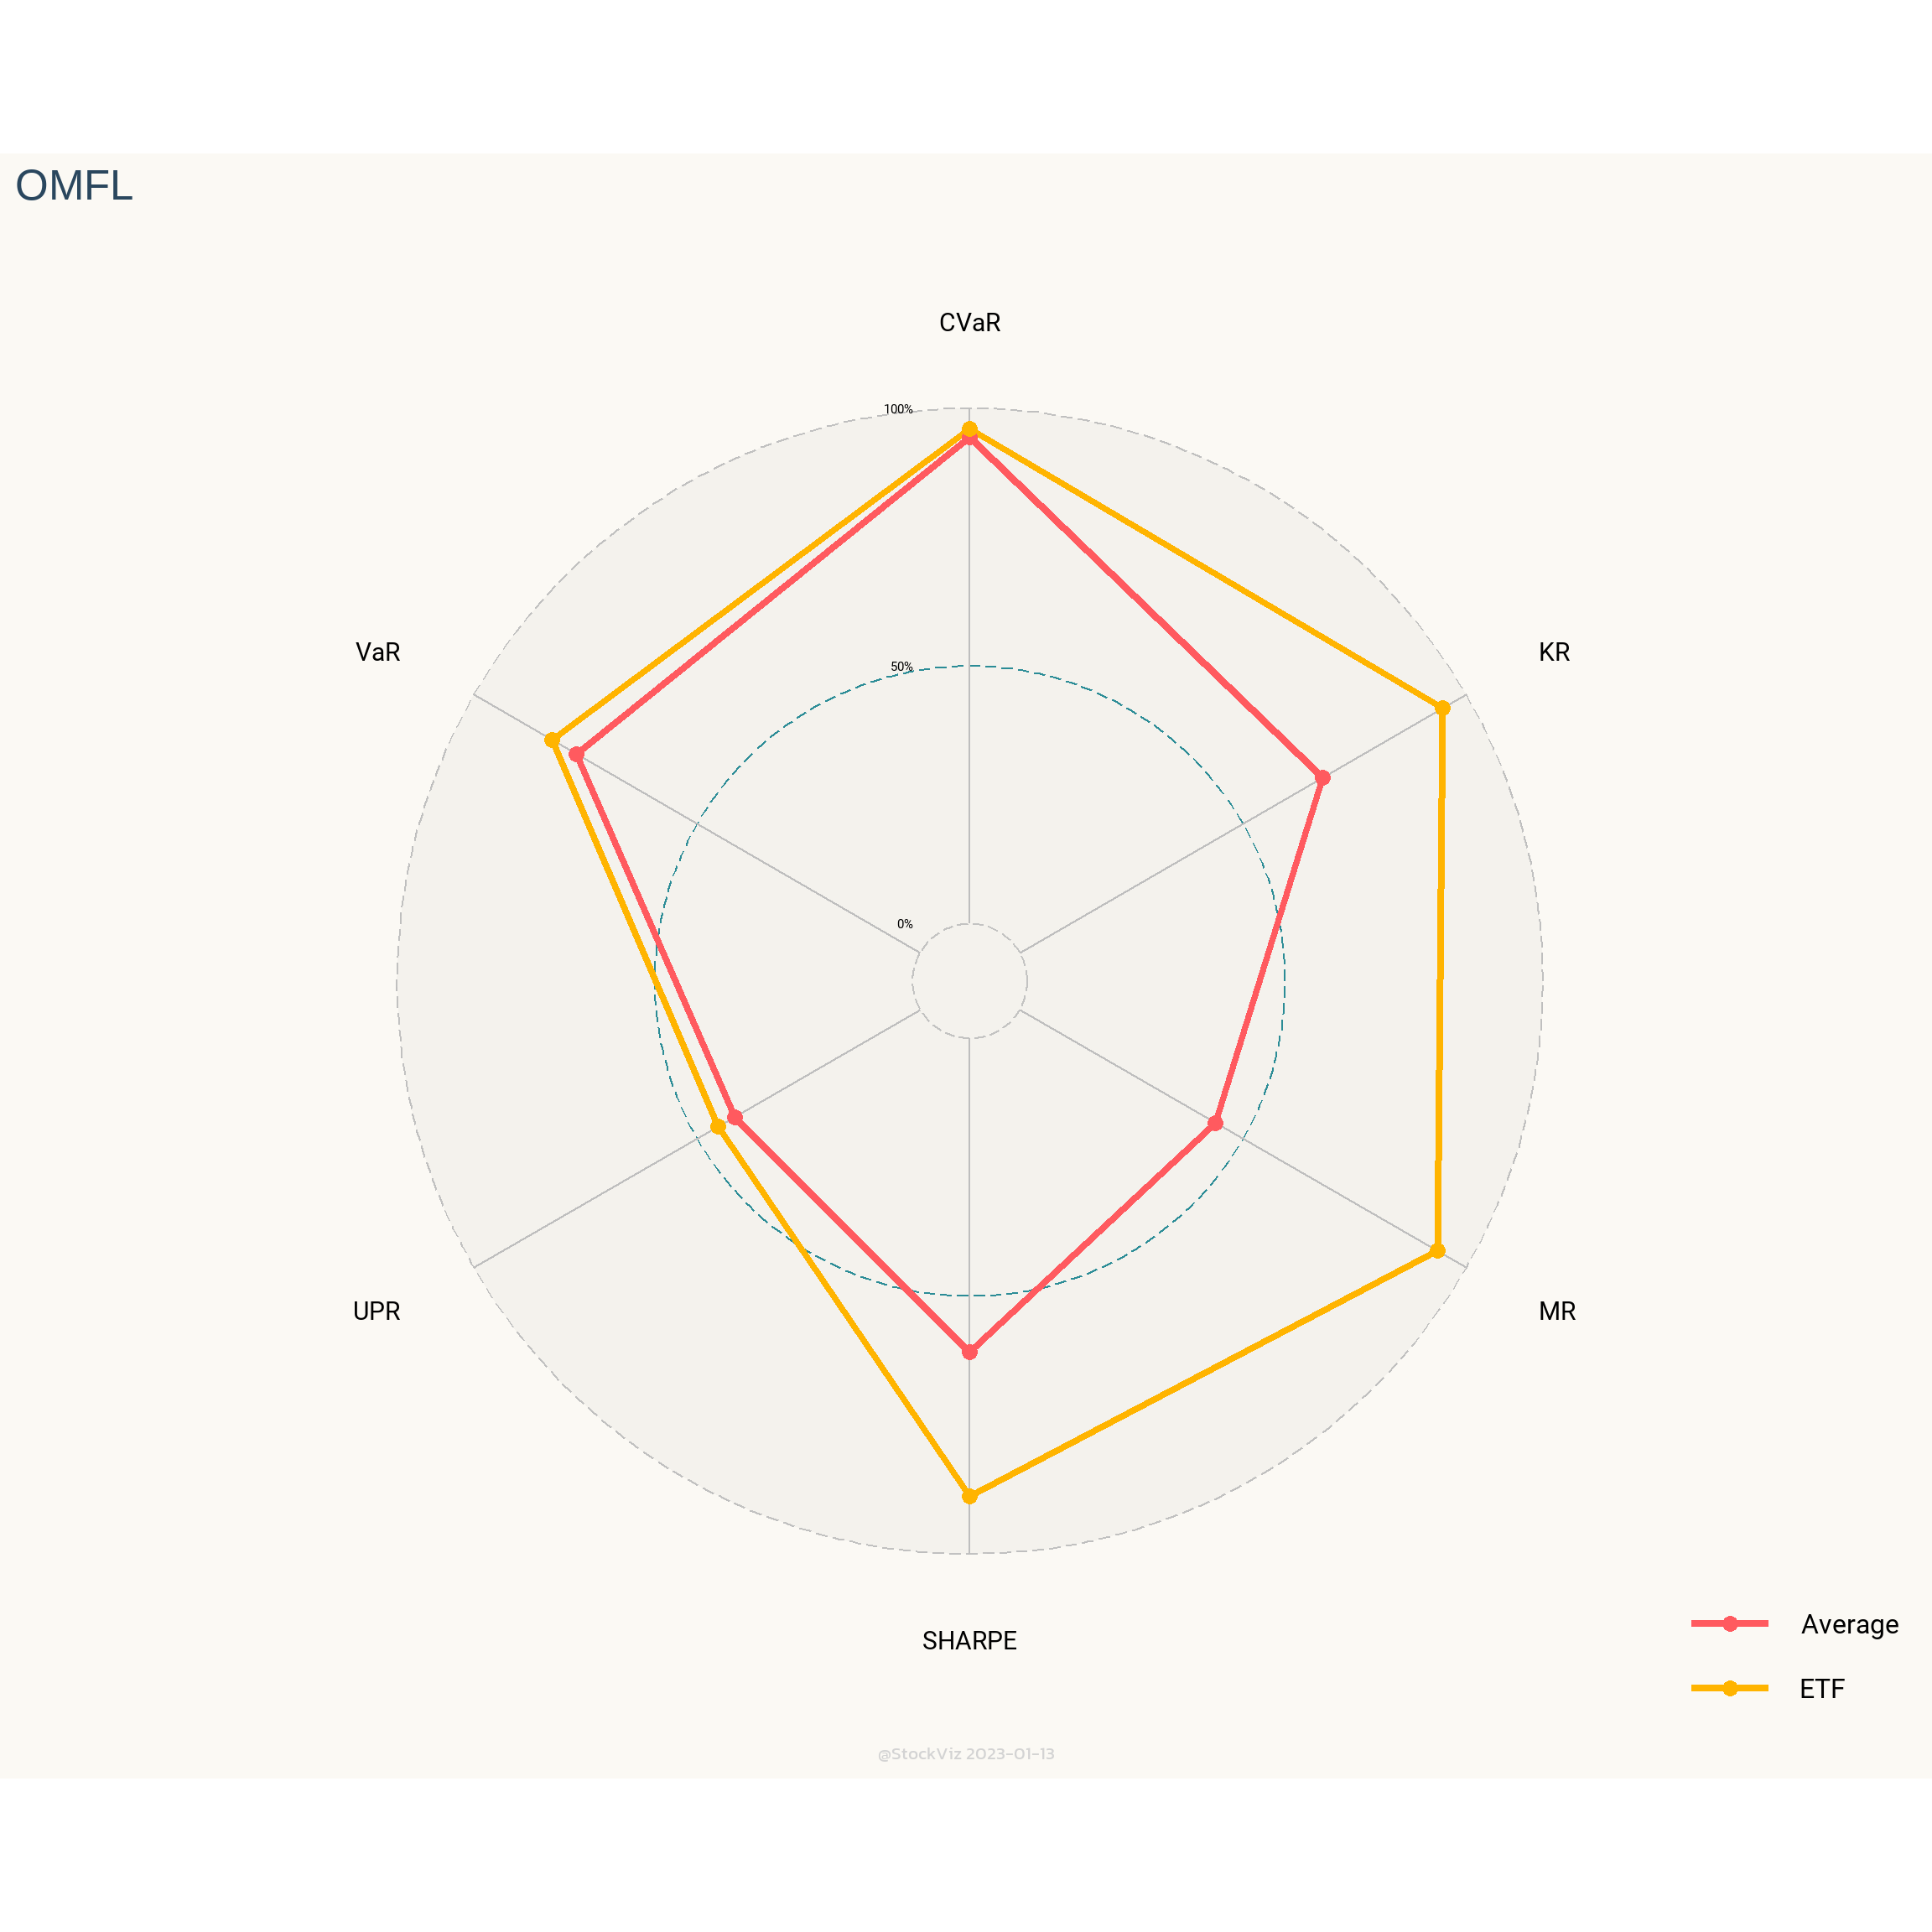 OMFL
CVaR
100%
KR
VaR
50%
0%
UPR
MR
SHARPE
Average
ETF
@StockViz 2023-01-13